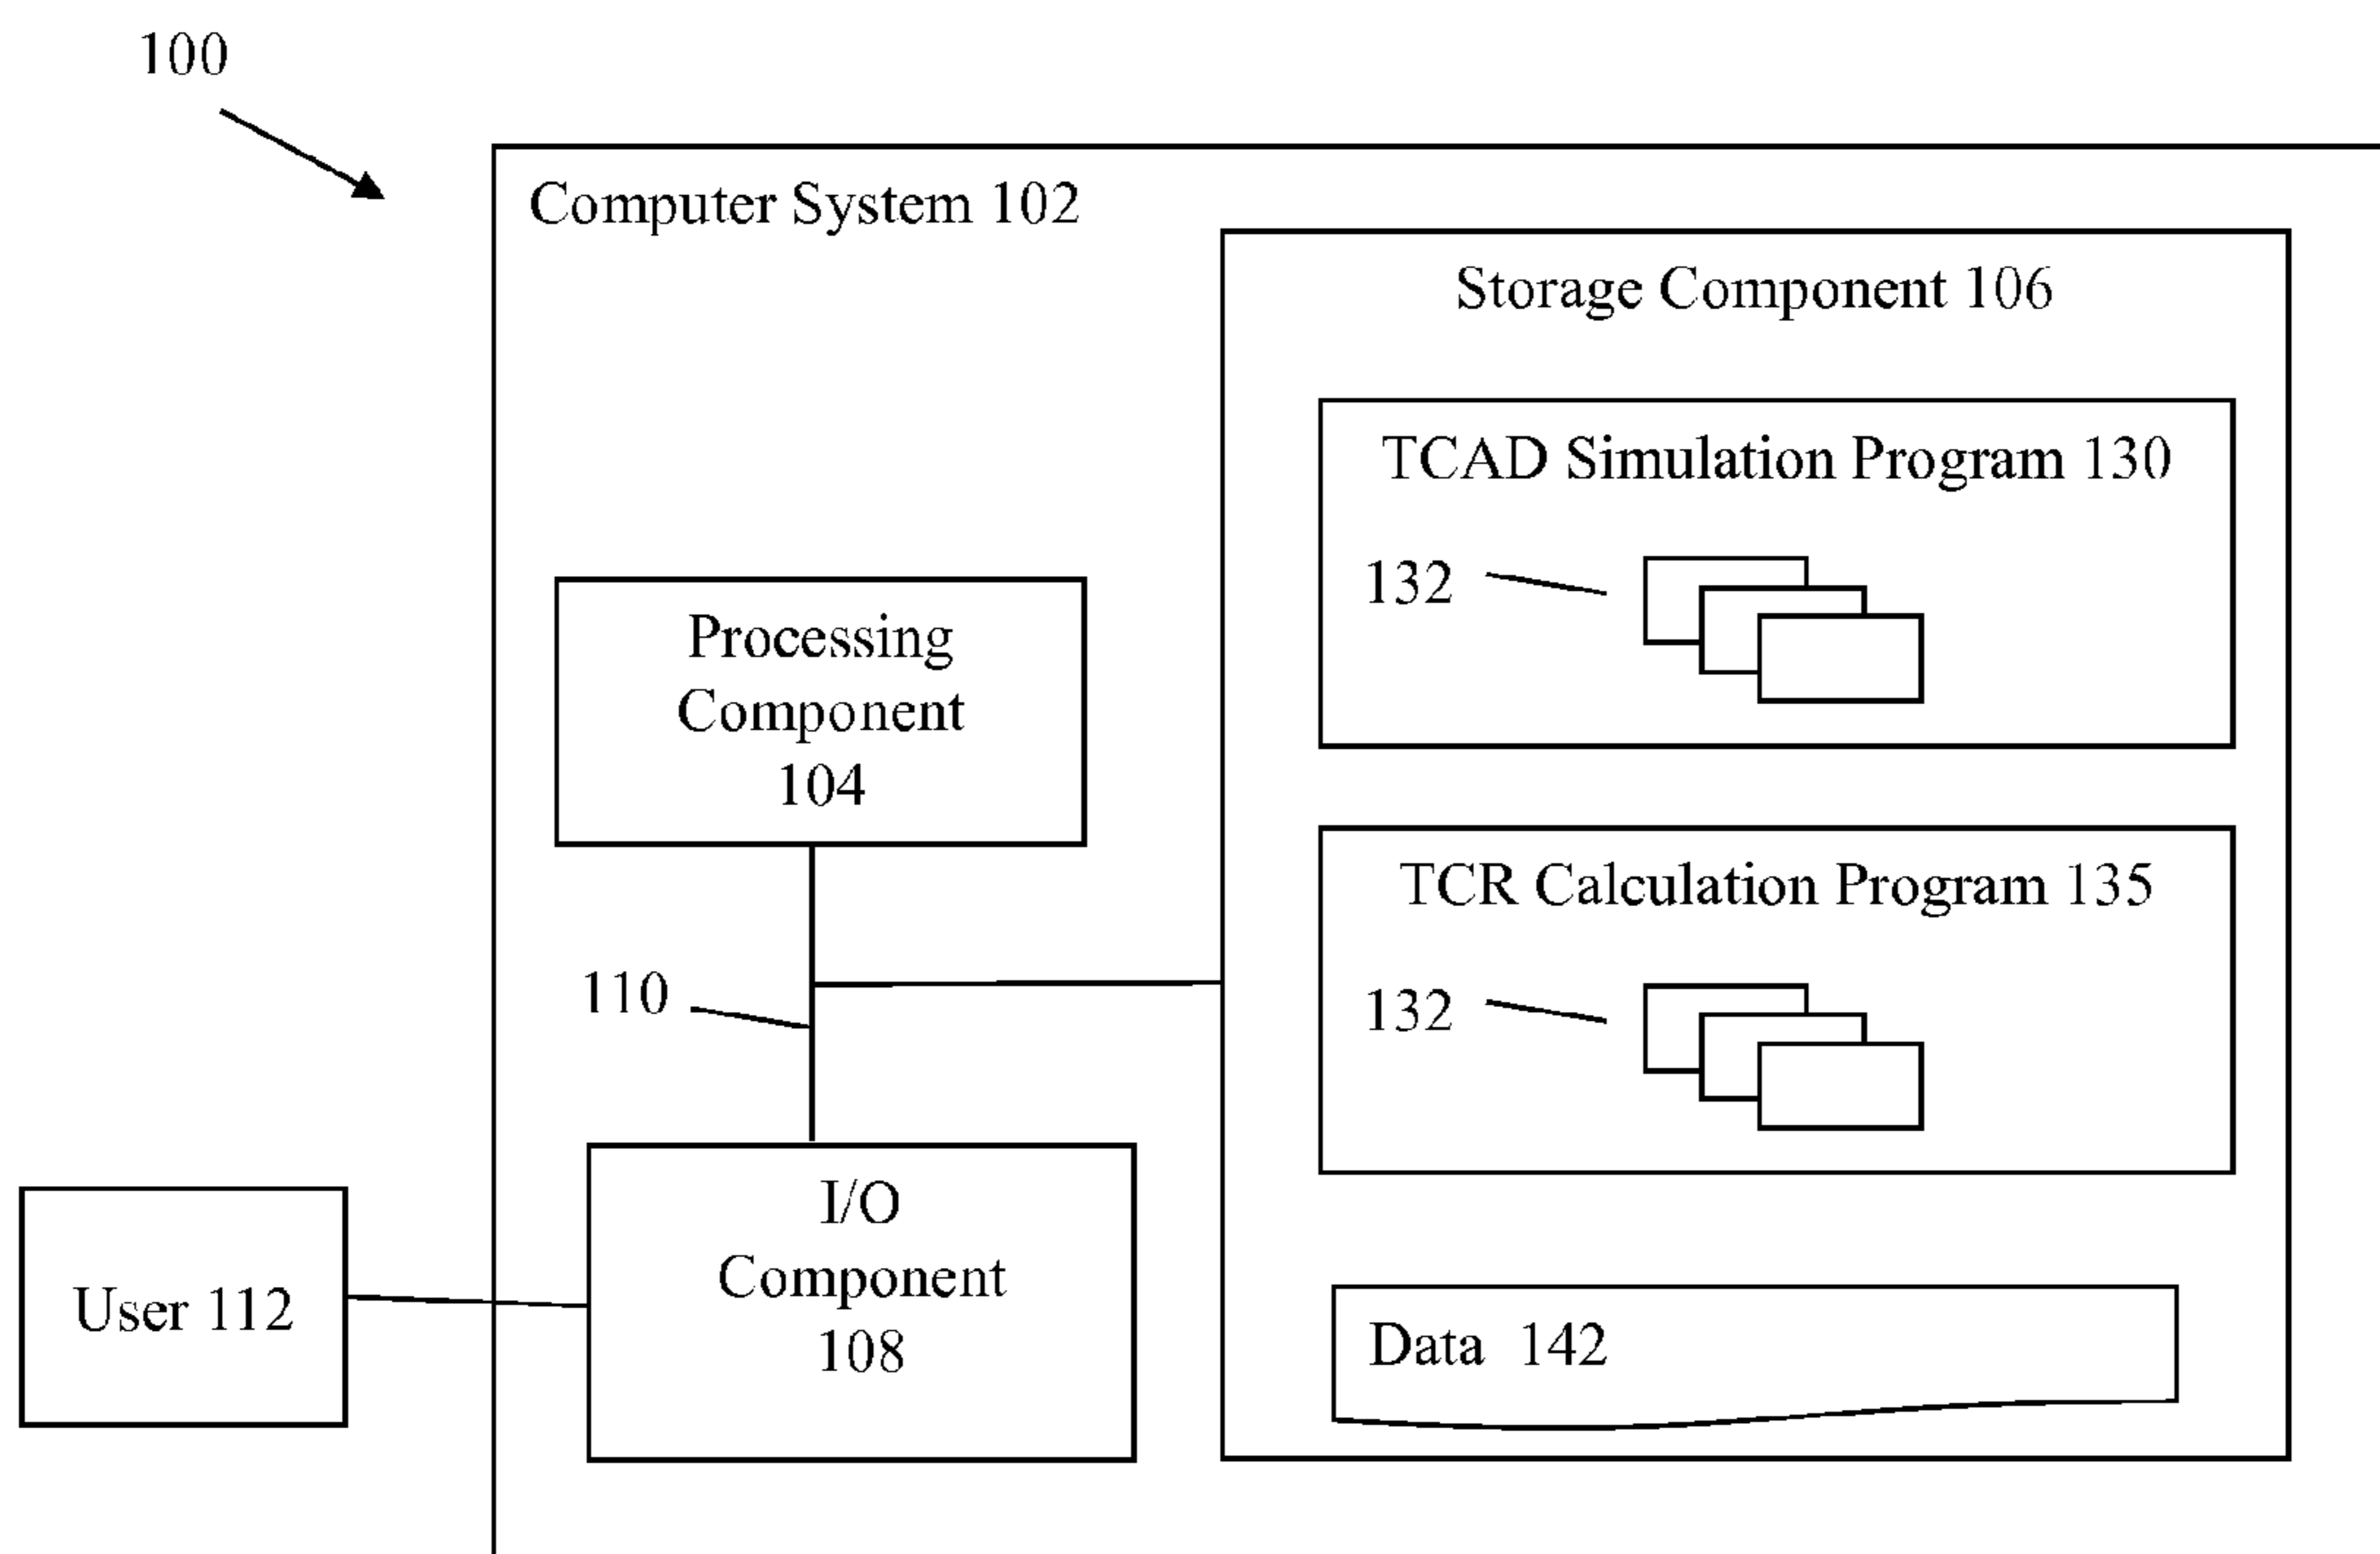 100
Computer System 102
Storage Component 106
TCAD Simulation Program 130
132
Processing
Component
104
TCR Calculation Program 135
110
132
I/O
Component
108
User 112
Data 142